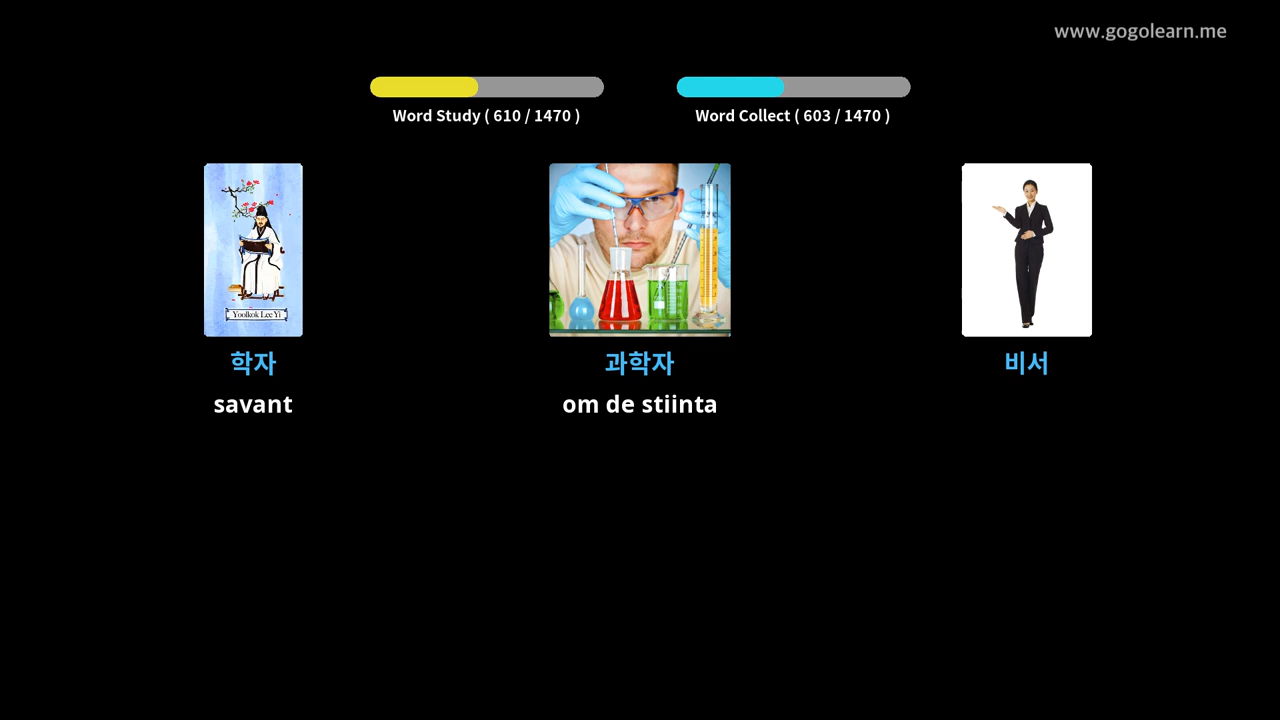 www.gogolearn.me
Word Study ( 610 / 1470 )
Word Collect ( 603 / 1470 )
Yoolkok Lee Yi
학자
과학자
비서
savant
om de stiinta